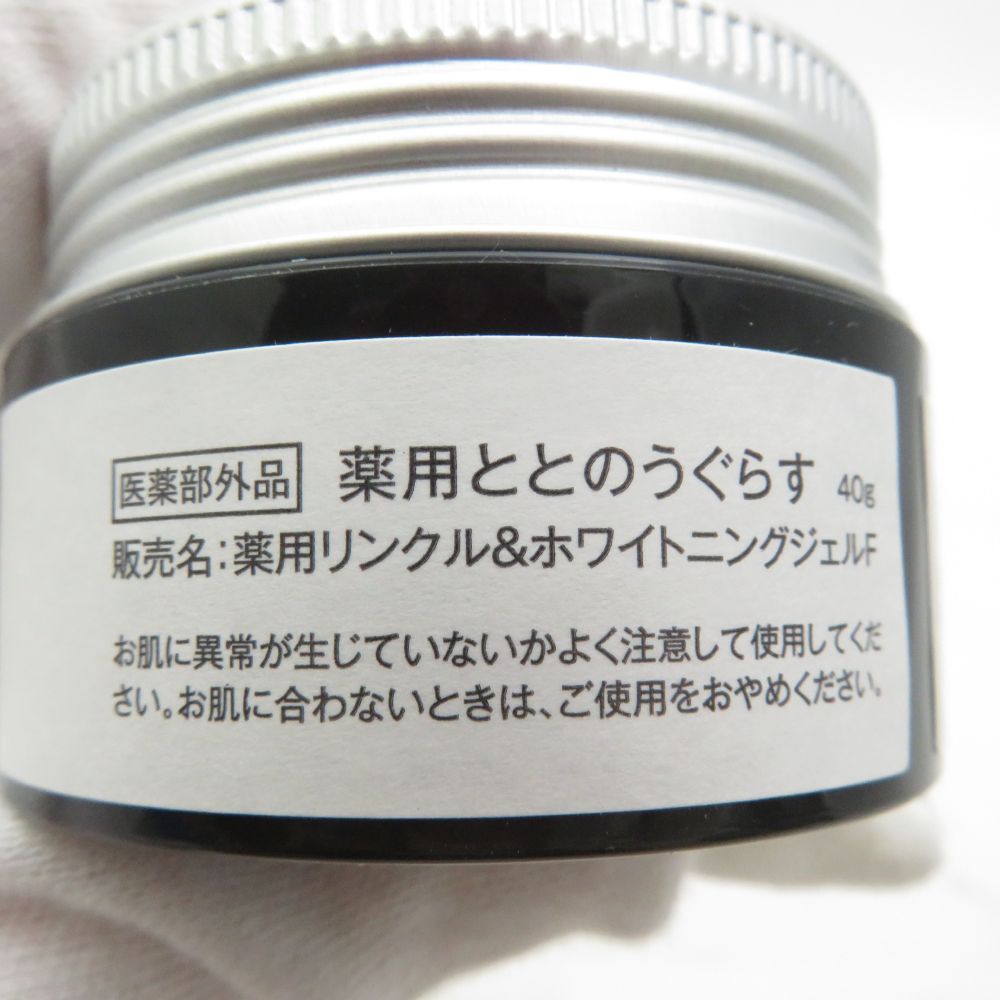 医薬部外品 薬用ととのうぐらす 40g
販売名：薬用リンクル&ホワイトニングジェルF
お肌に異常が生じていないかよく注意して使用してくだ
さい。お肌に合わないときは、ご使用をおやめください。